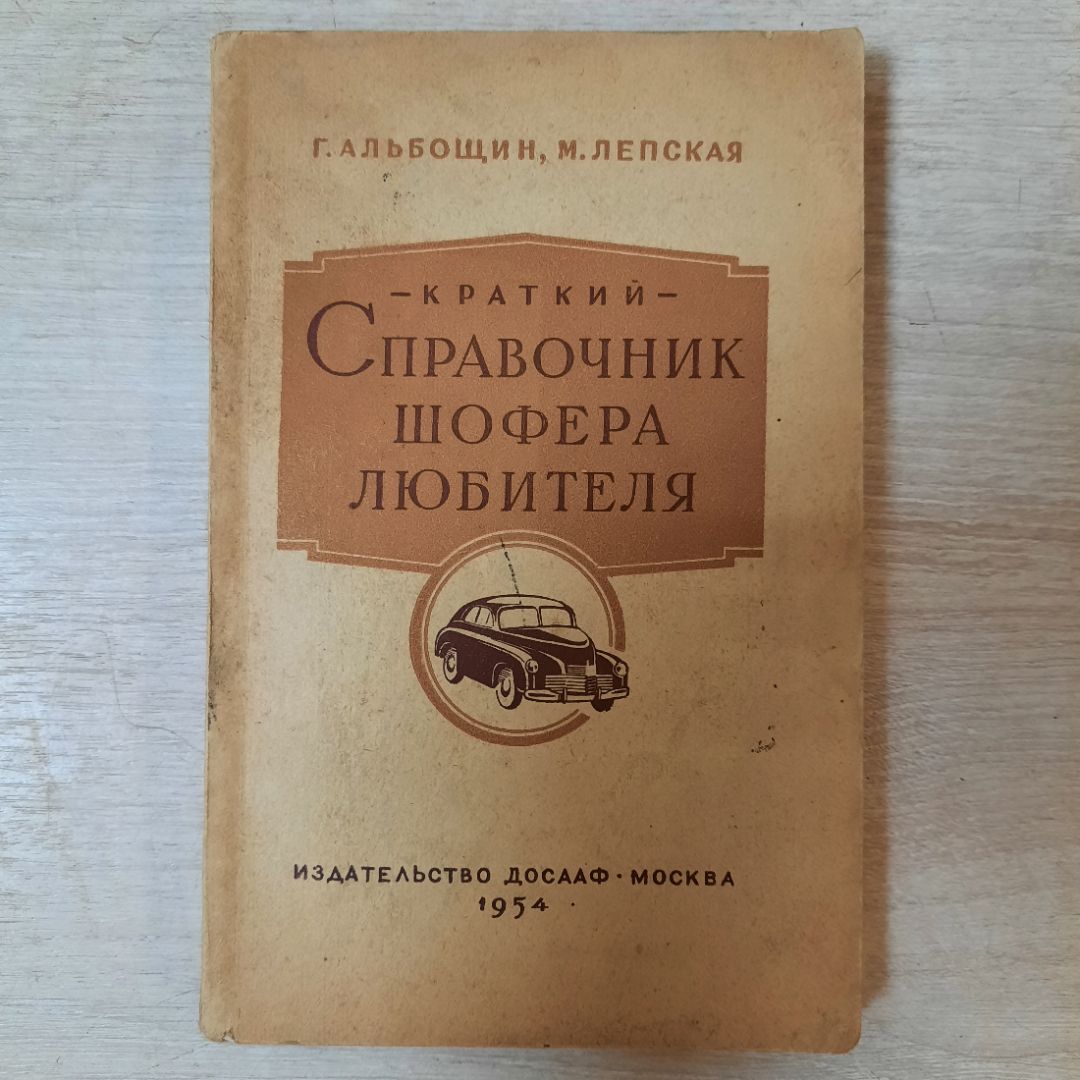 Г. АЛЬБОЩИН, М. ЛЕПСКАЯ
– КРАТКИЙ –
СПРАВОЧНИК
ШОФЕРА
ЛЮБИТЕЛЯ
ИЗДАТЕЛЬСТВО ДОСААФ · МОСКВА
1954